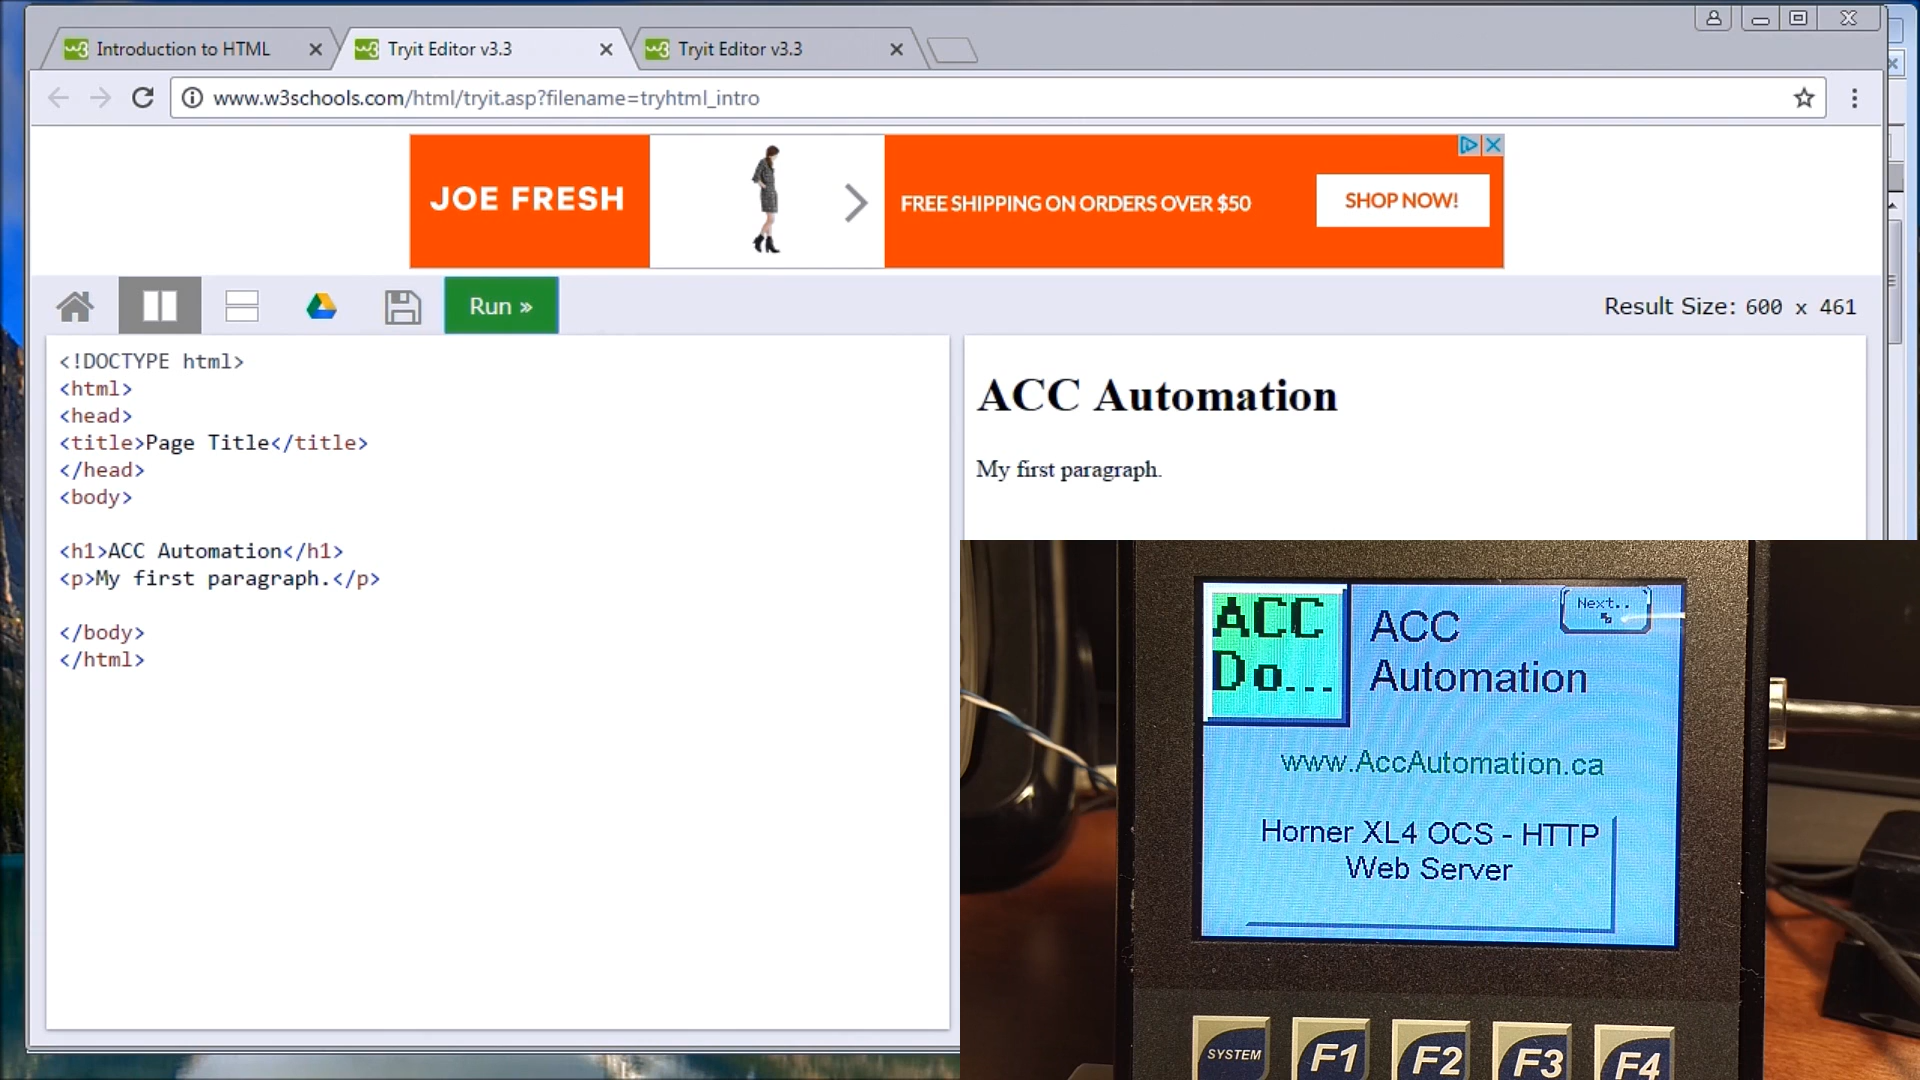 Introduction to HTML
Tryit Editor v3.3
Tryit Editor v3.3
www.w3schools.com/html/tryit.asp?filename=tryhtml_intro
JOE FRESH
FREE SHIPPING ON ORDERS OVER $50
SHOP NOW!
Run »
Result Size: 600 x 461
<!DOCTYPE html>
<html>
<head>
<title>Page Title</title>
</head>
<body>
<h1>ACC Automation</h1>
<p>My first paragraph.</p>
</body>
</html>
ACC Automation
My first paragraph.
ACC
Do...
ACC
Automation
Next..
www.AccAutomation.ca
Horner XL4 OCS - HTTP
Web Server
SYSTEM
F1
F2
F3
F4